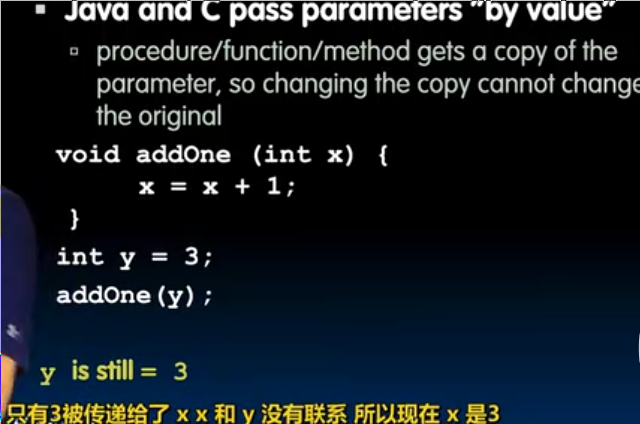 ▪ Java and C pass parameters "by value"
▫ procedure/function/method gets a copy of the
parameter, so changing the copy cannot change
the original
void addOne (int x) {
x = x + 1;
}
int y = 3;
addOne(y);
y is still = 3
只有3被传递给了 x x 和 y 没有联系 所以现在 x 是3